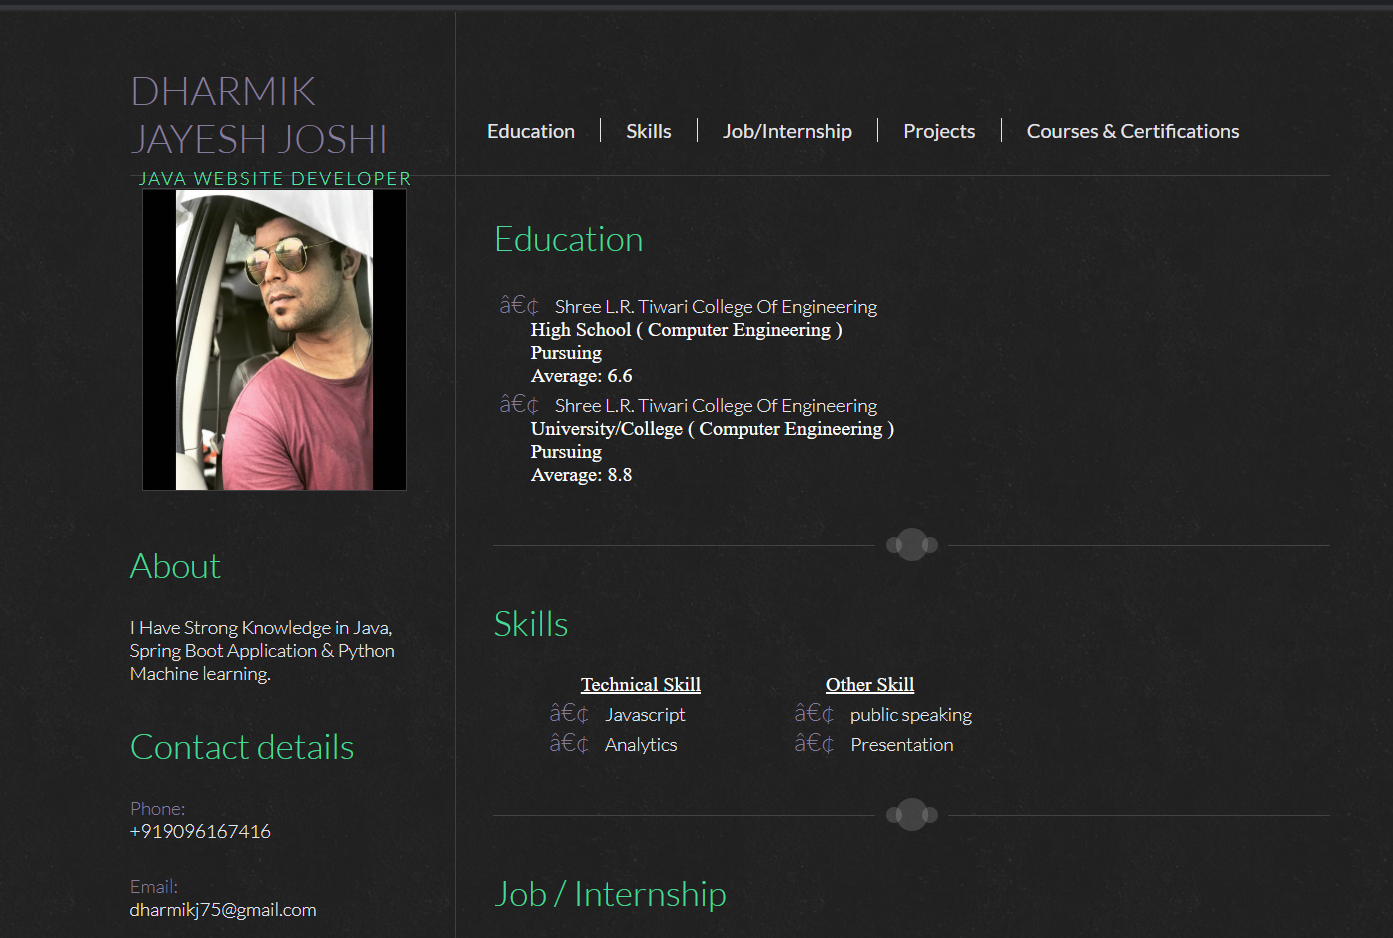 DHARMIK
JAYESH JOSHI
JAVA WEBSITE DEVELOPER
About
I Have Strong Knowledge in Java,
Spring Boot Application & Python
Machine learning.
Contact details
Phone:
+919096167416
Email:
dharmikj75@gmail.com
Education
Skills
Job/Internship
Projects
Courses & Certifications
Education
â€¢ Shree L.R. Tiwari College Of Engineering
High School ( Computer Engineering )
Pursuing
Average: 6.6
â€¢ Shree L.R. Tiwari College Of Engineering
University/College ( Computer Engineering )
Pursuing
Average: 8.8
Skills
Technical Skill
â€¢ Javascript
â€¢ Analytics
Other Skill
â€¢ public speaking
â€¢ Presentation
Job / Internship